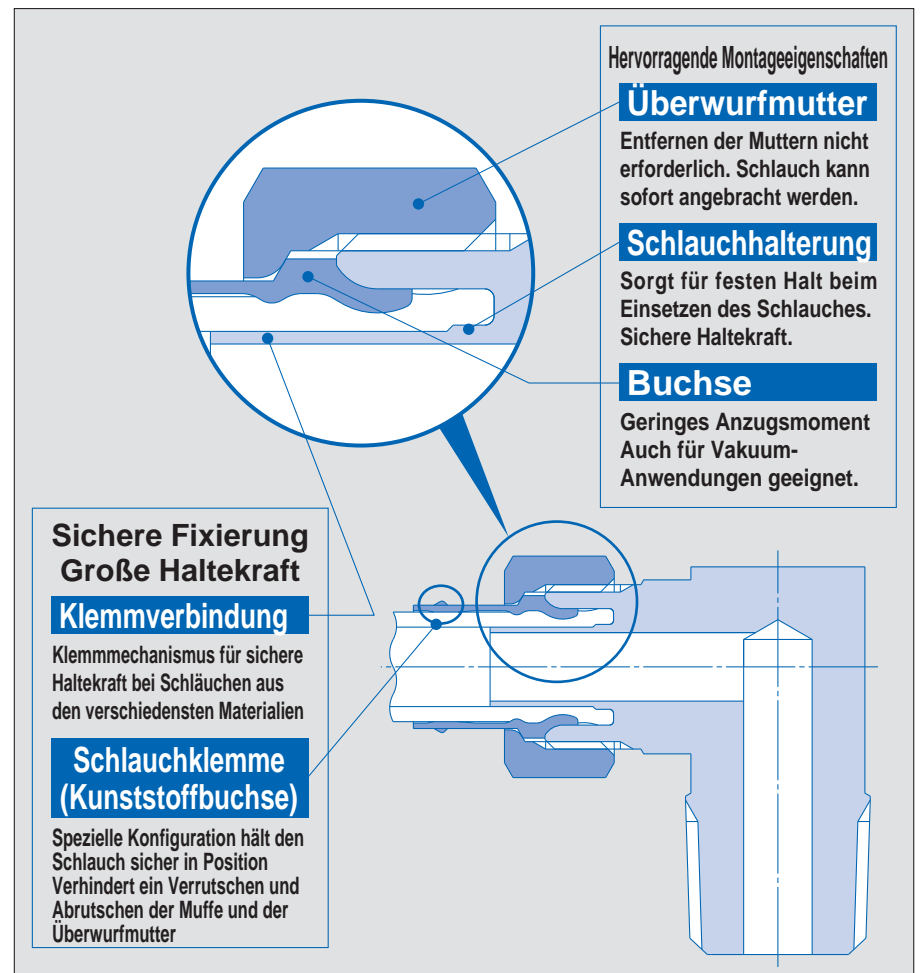 Hervorragende Montageeigenschaften
Überwurfmutter
Entfernen der Muttern nicht
erforderlich. Schlauch kann
sofort angebracht werden.
Schlauchhalterung
Sorgt für festen Halt beim
Einsetzen des Schlauches.
Sichere Haltekraft.
Buchse
Geringes Anzugsmoment
Auch für Vakuum-
Anwendungen geeignet.
Sichere Fixierung
Große Haltekraft
Klemmverbindung
Klemmmechanismus für sichere
Haltekraft bei Schläuchen aus
den verschiedensten Materialien
Schlauchklemme
(Kunststoffbuchse)
Spezielle Konfiguration hält den
Schlauch sicher in Position
Verhindert ein Verrutschen und
Abrutschen der Muffe und der
Überwurfmutter